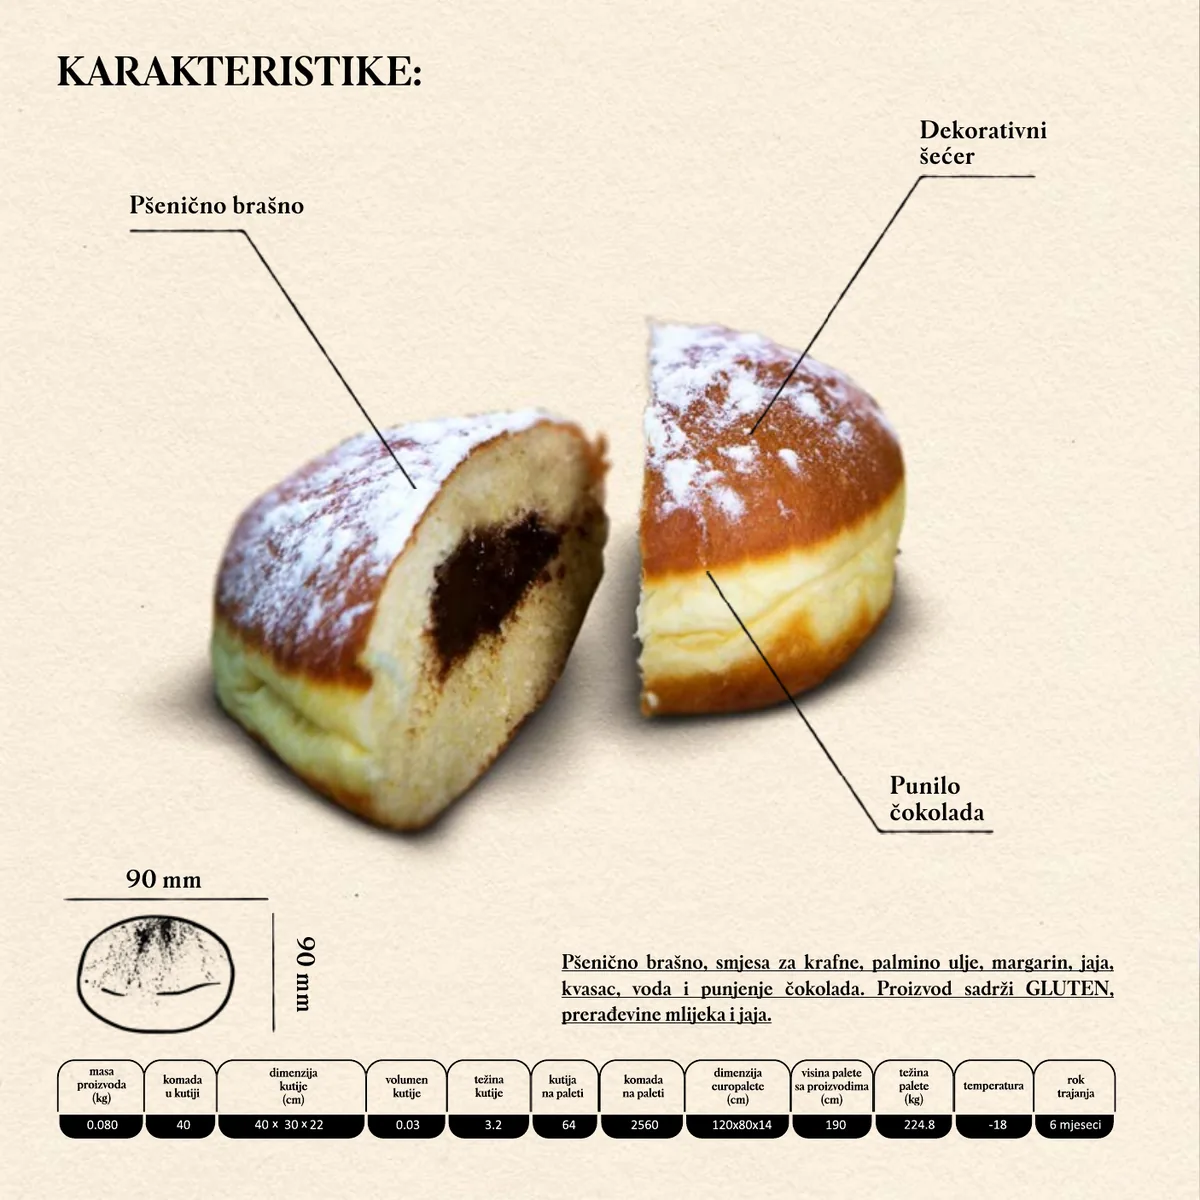 KARAKTERISTIKE:
Dekorativni
šećer
Pšenično brašno
Punilo
čokolada
90 mm
90 mm
Pšenično brašno, smjesa za krafne, palmino ulje, margarin, jaja,
kvasac, voda i punjenje čokolada. Proizvod sadrži GLUTEN,
prerađevine mlijeka i jaja.
masa
proizvoda
(kg)
0.080
komada
u kutiji
40
dimenzija
kutije
(cm)
40 x 30 x 22
volumen
kutije
0.03
težina
kutije
3.2
kutija
na paleti
64
komada
na paleti
2560
dimenzija
europalete
(cm)
120x80x14
visina palete
sa proizvodima
(cm)
190
težina
palete
(kg)
224.8
temperatura
-18
rok
trajanja
6 mjeseci